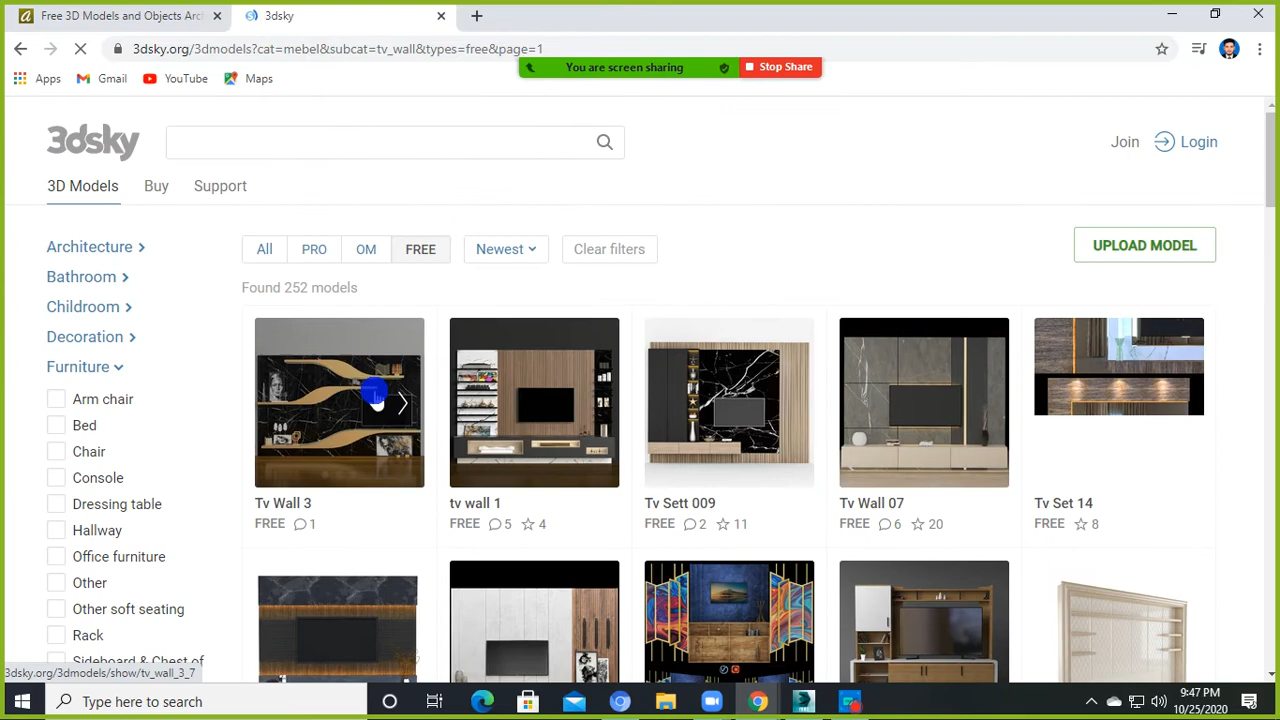 Free 3D Models and Objects Arch
3dsky
3dsky.org/3dmodels?cat=mebel&subcat=tv_wall&types=free&page=1
Apps
Gmail
YouTube
Maps
You are screen sharing
Stop Share
3dsky
Join
Login
3D Models
Buy
Support
Architecture
Bathroom
Childroom
Decoration
Furniture
Arm chair
Bed
Chair
Console
Dressing table
Hallway
Office furniture
Other
Other soft seating
Rack
Sideboard & Chest of
All
PRO
OM
FREE
Newest
Clear filters
UPLOAD MODEL
Found 252 models
Tv Wall 3
FREE 1
tv wall 1
FREE 5 4
Tv Sett 009
FREE 2 11
Tv Wall 07
FREE 6 20
Tv Set 14
FREE 8
3dsky.org/3dmodels/show/tv_wall_3_7
Type here to search
9:47 PM
10/25/2020